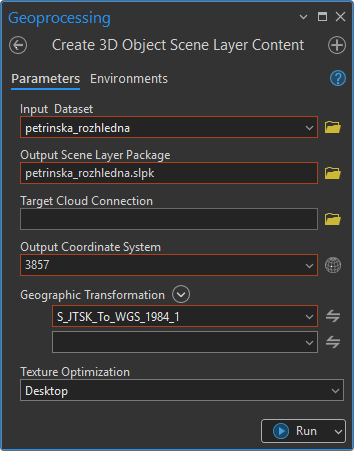 Geoprocessing
Create 3D Object Scene Layer Content
Parameters Environments
?
Input Dataset
petrinska_rozhledna
Output Scene Layer Package
petrinska_rozhledna.slpk
Target Cloud Connection
Output Coordinate System
3857
Geographic Transformation
S_JTSK_To_WGS_1984_1
Texture Optimization
Desktop
Run